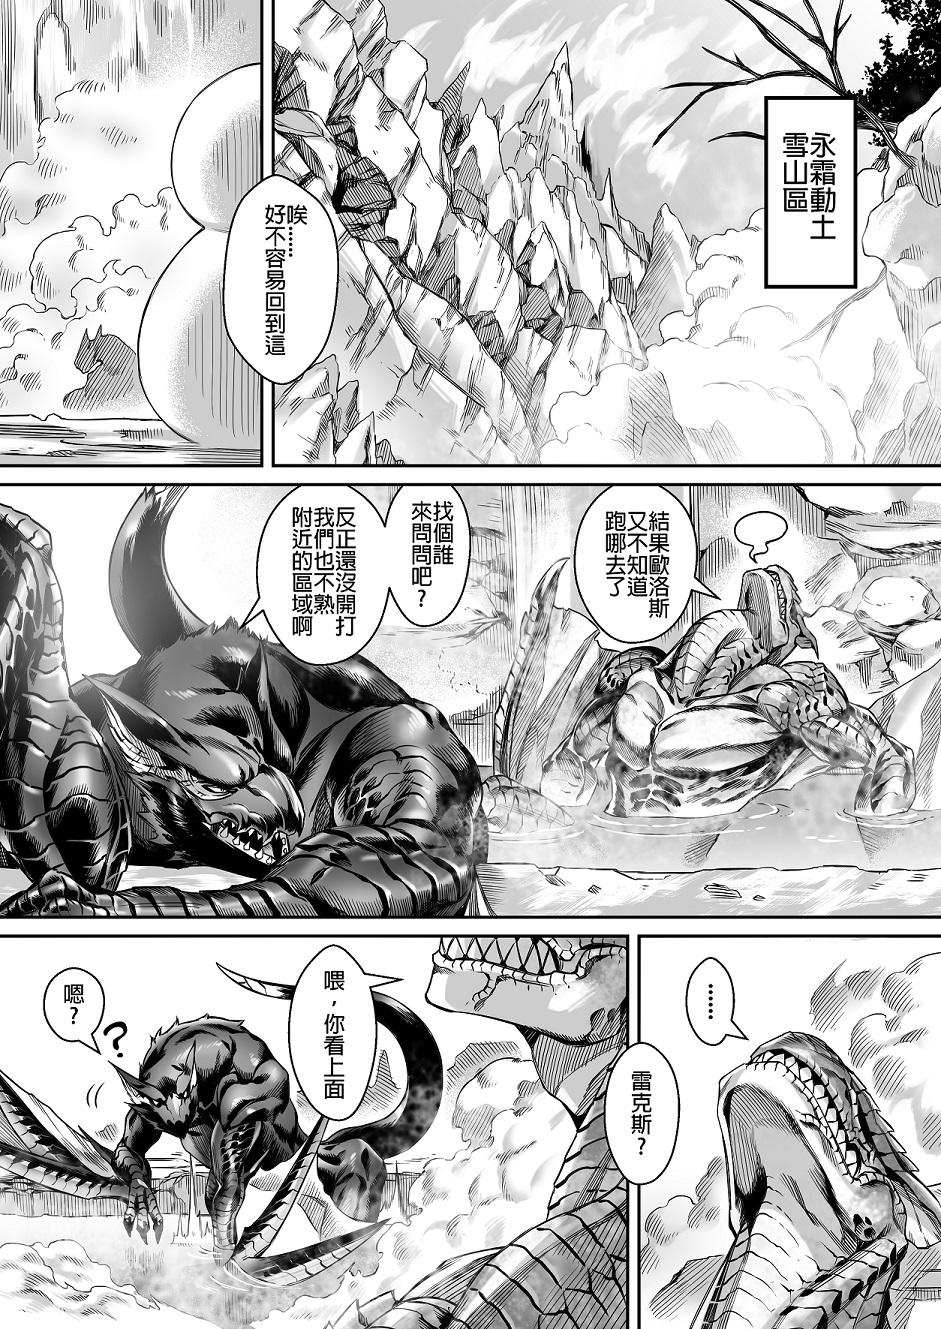 永霜動土
雪山區
唉……
好不容易回到這
結果歐洛斯
又不知道
跑哪去了
找個誰
來問問吧？
反正還沒開打
我們也不熟
附近的區域啊
……
雷克斯？
喂，你看上面
嗯？
？